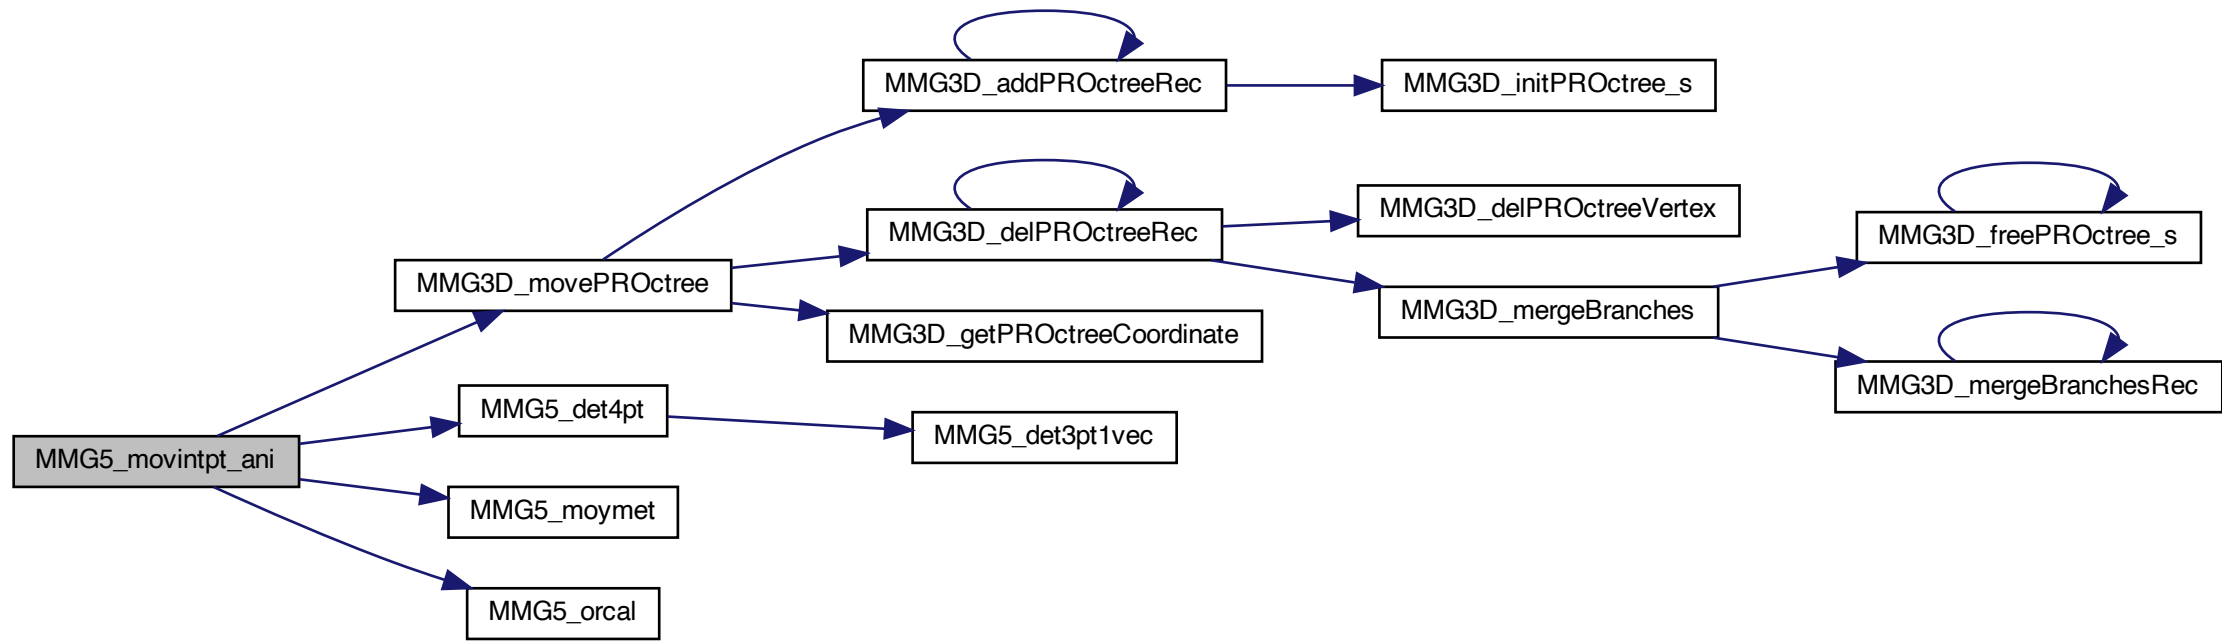 MMG3D_addPROctreeRec
MMG3D_initPROctree_s
MMG3D_delPROctreeVertex
MMG3D_delPROctreeRec
MMG3D_freePROctree_s
MMG3D_movePROctree
MMG3D_mergeBranches
MMG3D_getPROctreeCoordinate
MMG3D_mergeBranchesRec
MMG5_det4pt
MMG5_det3pt1vec
MMG5_movintpt_ani
MMG5_moymet
MMG5_orcal